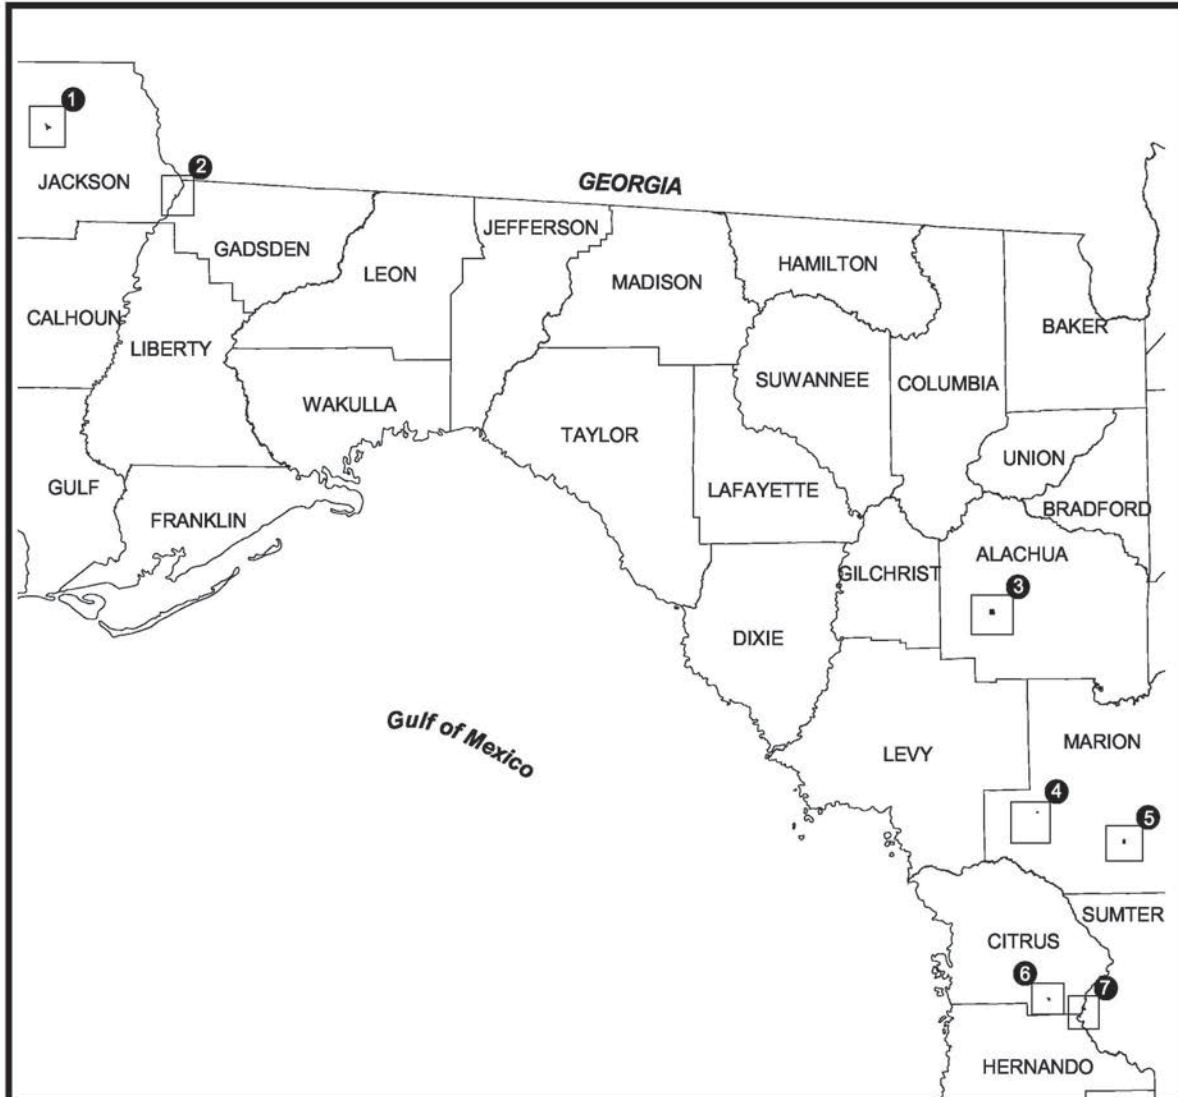 1
2
JACKSON
GEORGIA
JEFFERSON
GADSDEN
HAMILTON
LEON
MADISON
CALHOUN
BAKER
LIBERTY
SUWANNEE
COLUMBIA
WAKULLA
TAYLOR
UNION
GULF
LAFAYETTE
BRADFORD
FRANKLIN
ALACHUA
GILCHRIST
3
DIXIE
Gulf of Mexico
MARION
LEVY
4
5
SUMTER
CITRUS
6
7
HERNANDO